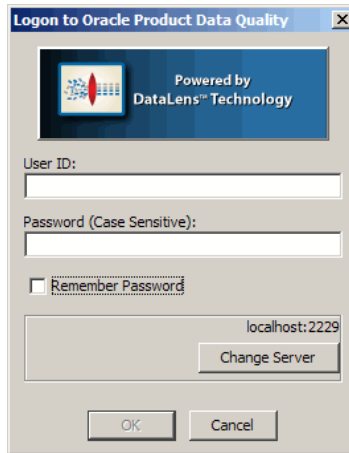 Logon to Oracle Product Data Quality
Powered by
DataLens™ Technology
User ID:
Password (Case Sensitive):
Remember Password
localhost:2229
Change Server
OK
Cancel